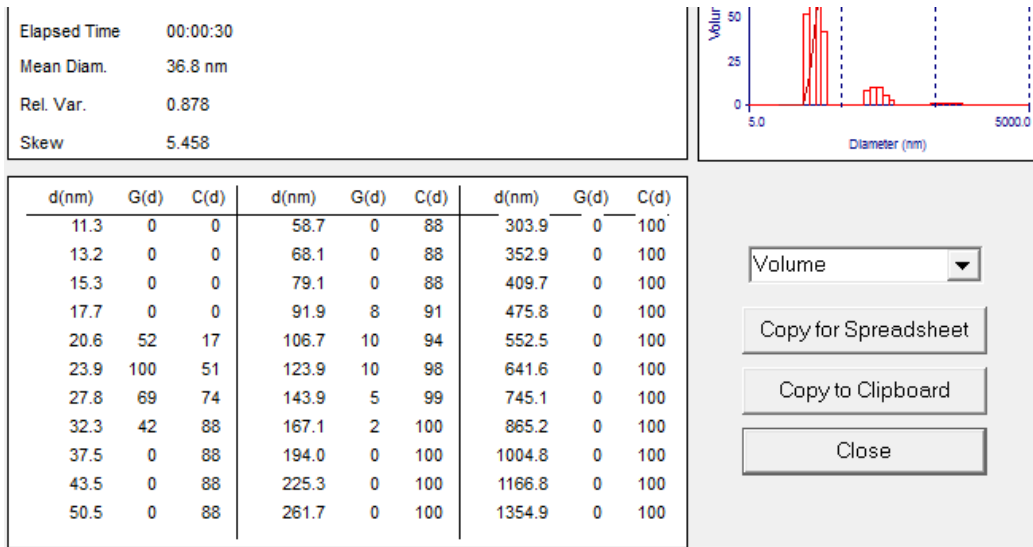 Elapsed Time 00:00:30
Mean Diam. 36.8 nm
Rel. Var. 0.878
Skew 5.458
50
25
0
5.0 5000.0
Diameter (nm)
d(nm) G(d) C(d) d(nm) G(d) C(d) d(nm) G(d) C(d)
11.3 0 0 58.7 0 88 303.9 0 100
13.2 0 0 68.1 0 88 352.9 0 100
15.3 0 0 79.1 0 88 409.7 0 100
17.7 0 0 91.9 8 91 475.8 0 100
20.6 52 17 106.7 10 94 552.5 0 100
23.9 100 51 123.9 10 98 641.6 0 100
27.8 69 74 143.9 5 99 745.1 0 100
32.3 42 88 167.1 2 100 865.2 0 100
37.5 0 88 194.0 0 100 1004.8 0 100
43.5 0 88 225.3 0 100 1166.8 0 100
50.5 0 88 261.7 0 100 1354.9 0 100
Volume
Copy for Spreadsheet
Copy to Clipboard
Close